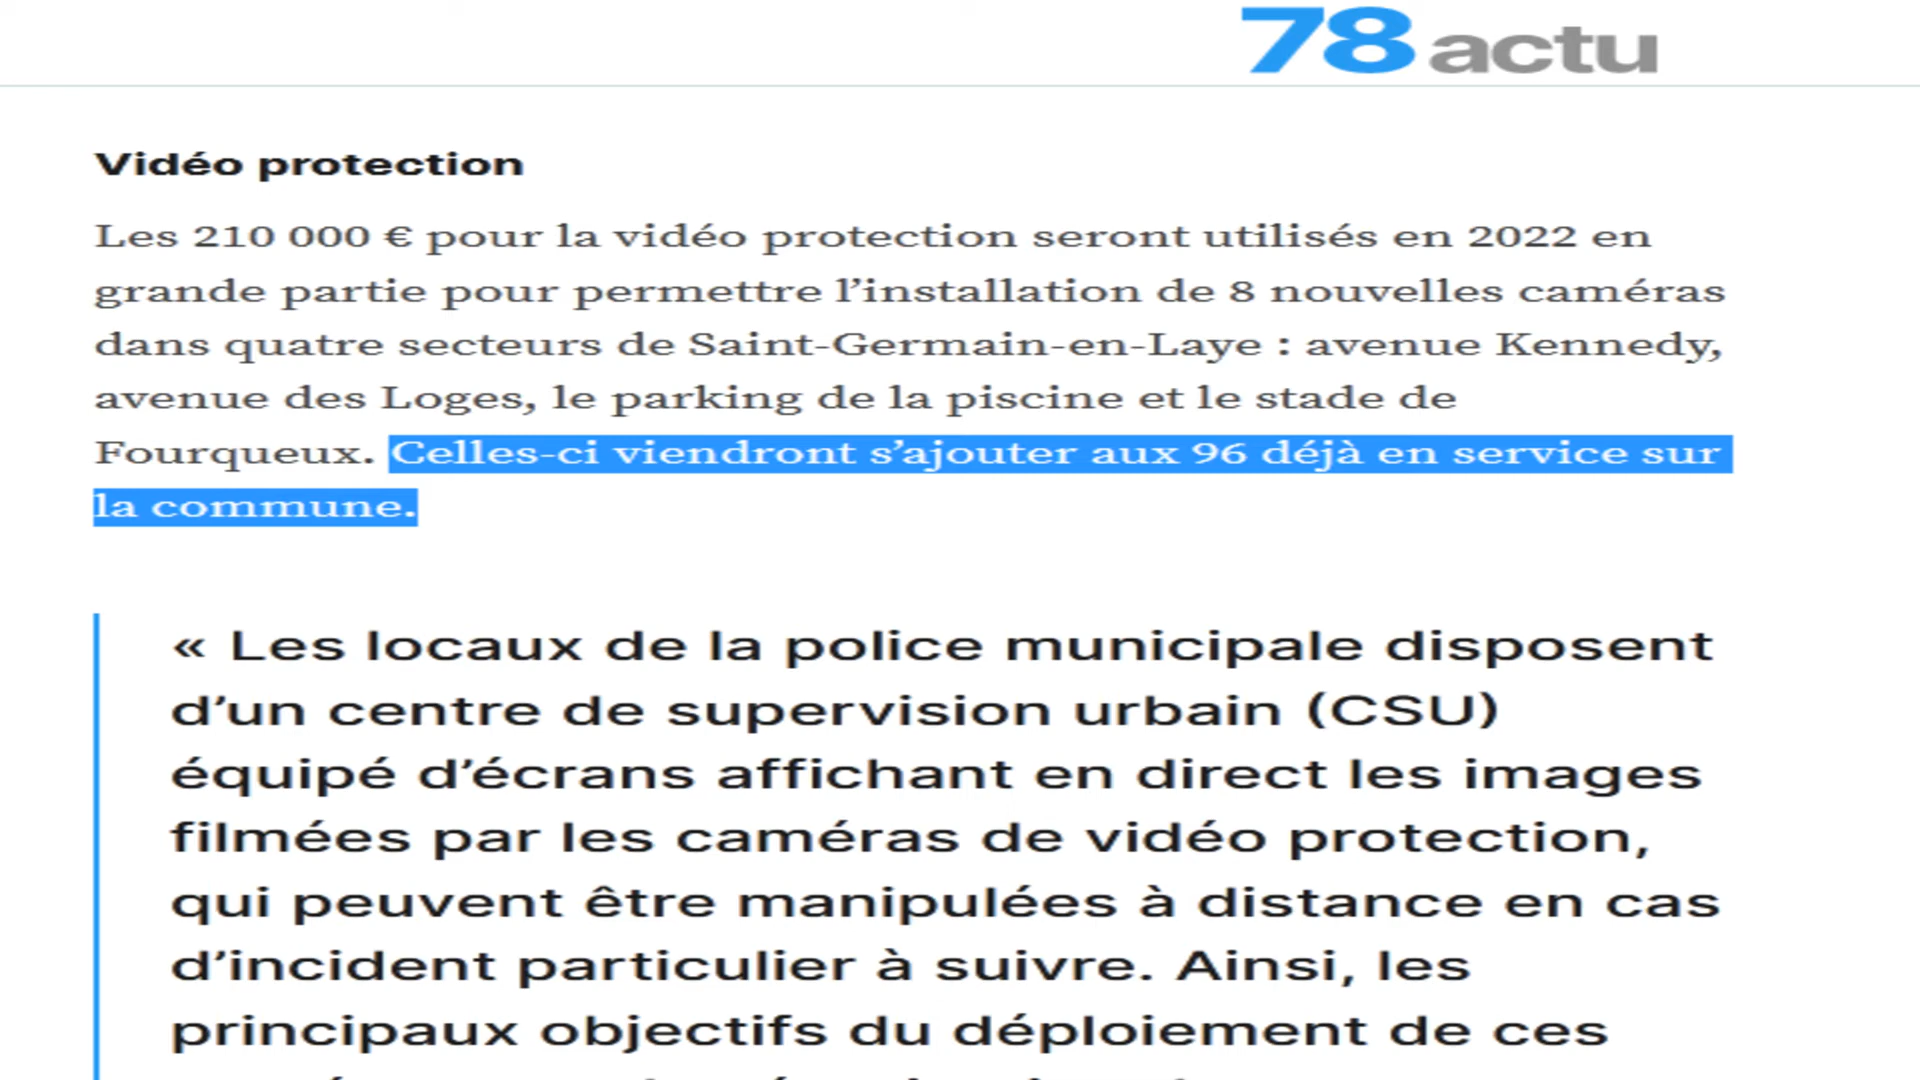 78 actu
Vidéo protection
Les 210 000 € pour la vidéo protection seront utilisés en 2022 en
grande partie pour permettre l’installation de 8 nouvelles caméras
dans quatre secteurs de Saint-Germain-en-Laye : avenue Kennedy,
avenue des Loges, le parking de la piscine et le stade de
Fourqueux. Celles-ci viendront s’ajouter aux 96 déjà en service sur
la commune.
« Les locaux de la police municipale disposent
d’un centre de supervision urbain (CSU)
équipé d’écrans affichant en direct les images
filmées par les caméras de vidéo protection,
qui peuvent être manipulées à distance en cas
d’incident particulier à suivre. Ainsi, les
principaux objectifs du déploiement de ces